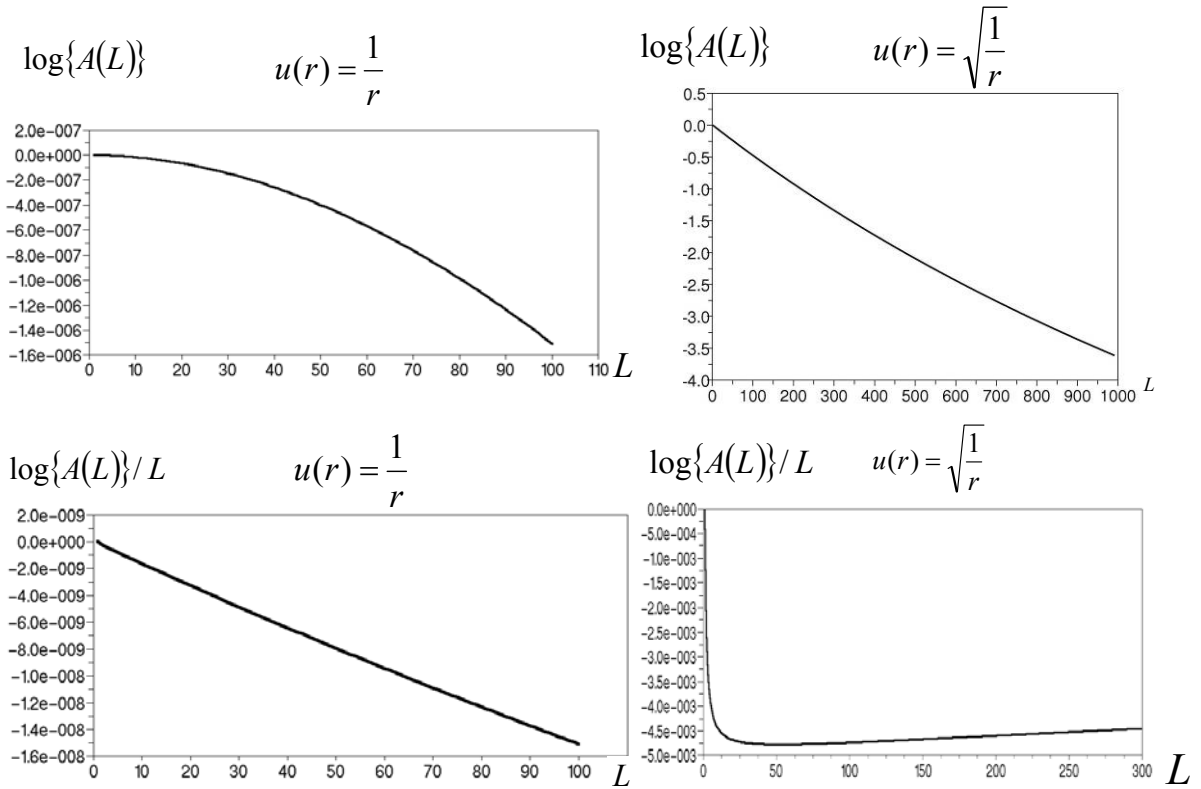 log{A(L)} u(r) = 1/r
2.0e-007
0.0e+000
-2.0e-007
-4.0e-007
-6.0e-007
-8.0e-007
-1.0e-006
-1.2e-006
-1.4e-006
-1.6e-006
0 10 20 30 40 50 60 70 80 90 100 110 L
log{A(L)} u(r) = √(1/r)
0.5
0.0
-0.5
-1.0
-1.5
-2.0
-2.5
-3.0
-3.5
-4.0
0 100 200 300 400 500 600 700 800 900 1000 L
log{A(L)}/L u(r) = 1/r
2.0e-009
0.0e+000
-2.0e-009
-4.0e-009
-6.0e-009
-8.0e-009
-1.0e-008
-1.2e-008
-1.4e-008
-1.6e-008
0 10 20 30 40 50 60 70 80 90 100 L
log{A(L)}/L u(r) = √(1/r)
0.0e+000
-5.0e-004
-1.0e-003
-1.5e-003
-2.0e-003
-2.5e-003
-3.0e-003
-3.5e-003
-4.0e-003
-4.5e-003
-5.0e-003
0 50 100 150 200 250 300 L